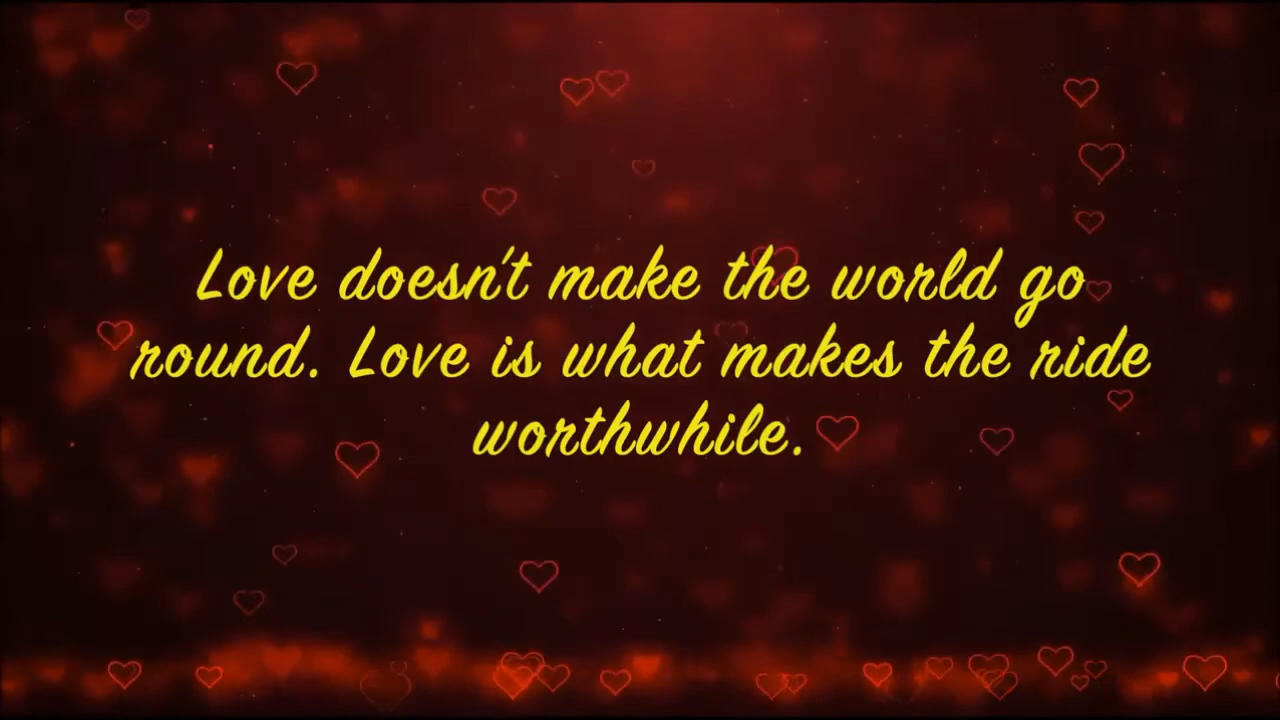 Love doesn't make the world go
round. Love is what makes the ride
worthwhile.